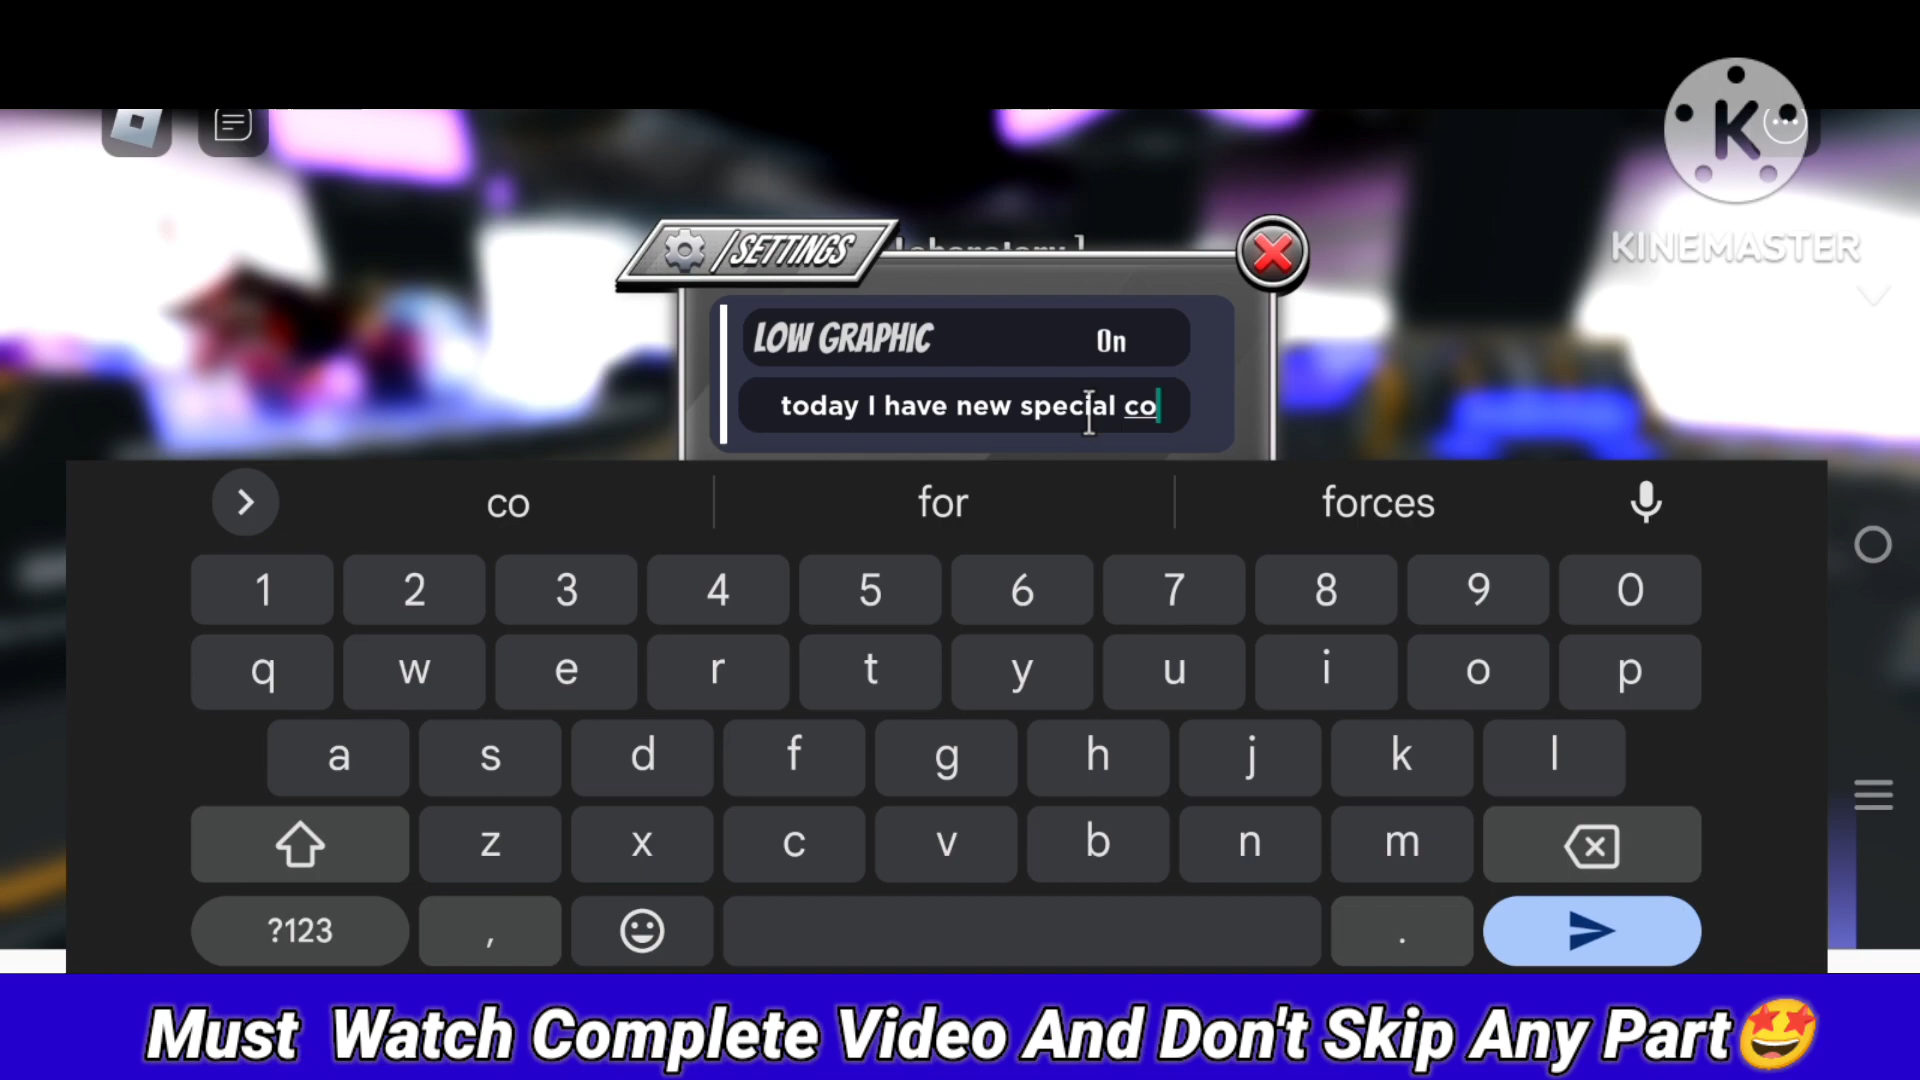 K
KINEMASTER
/SETTINGS
Laboratory ]
LOW GRAPHIC On
today I have new special co
co for forces
1 2 3 4 5 6 7 8 9 0
q w e r t y u i o p
a s d f g h j k l
z x c v b n m
?123 , .
Must Watch Complete Video And Don't Skip Any Part🤩